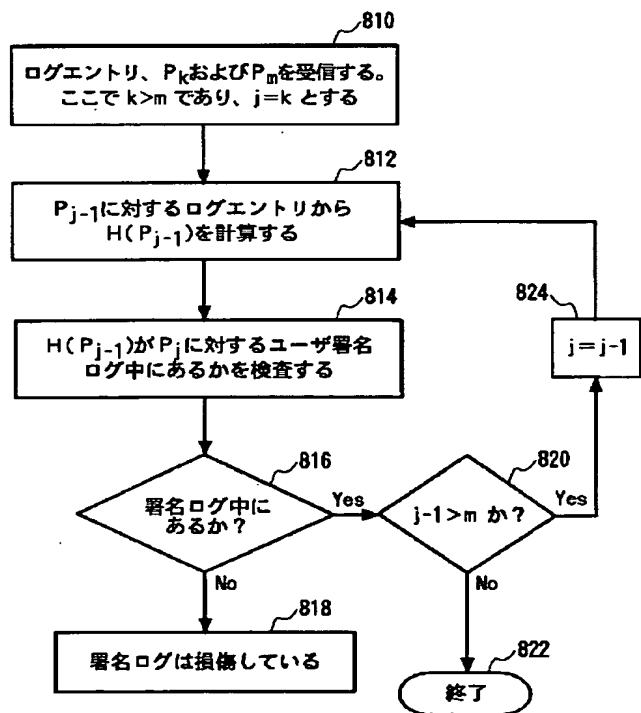 810
ログエントリ、PkおよびPmを受信する。
ここで k>m であり、j=k とする
812
Pj-1に対するログエントリから
H(Pj-1)を計算する
814
H(Pj-1)がPjに対するユーザ署名
ログ中にあるかを検査する
824
j=j-1
816
署名ログ中に
あるか?
Yes
820
j-1>m か?
Yes
No
No
818
署名ログは損傷している
822
終了